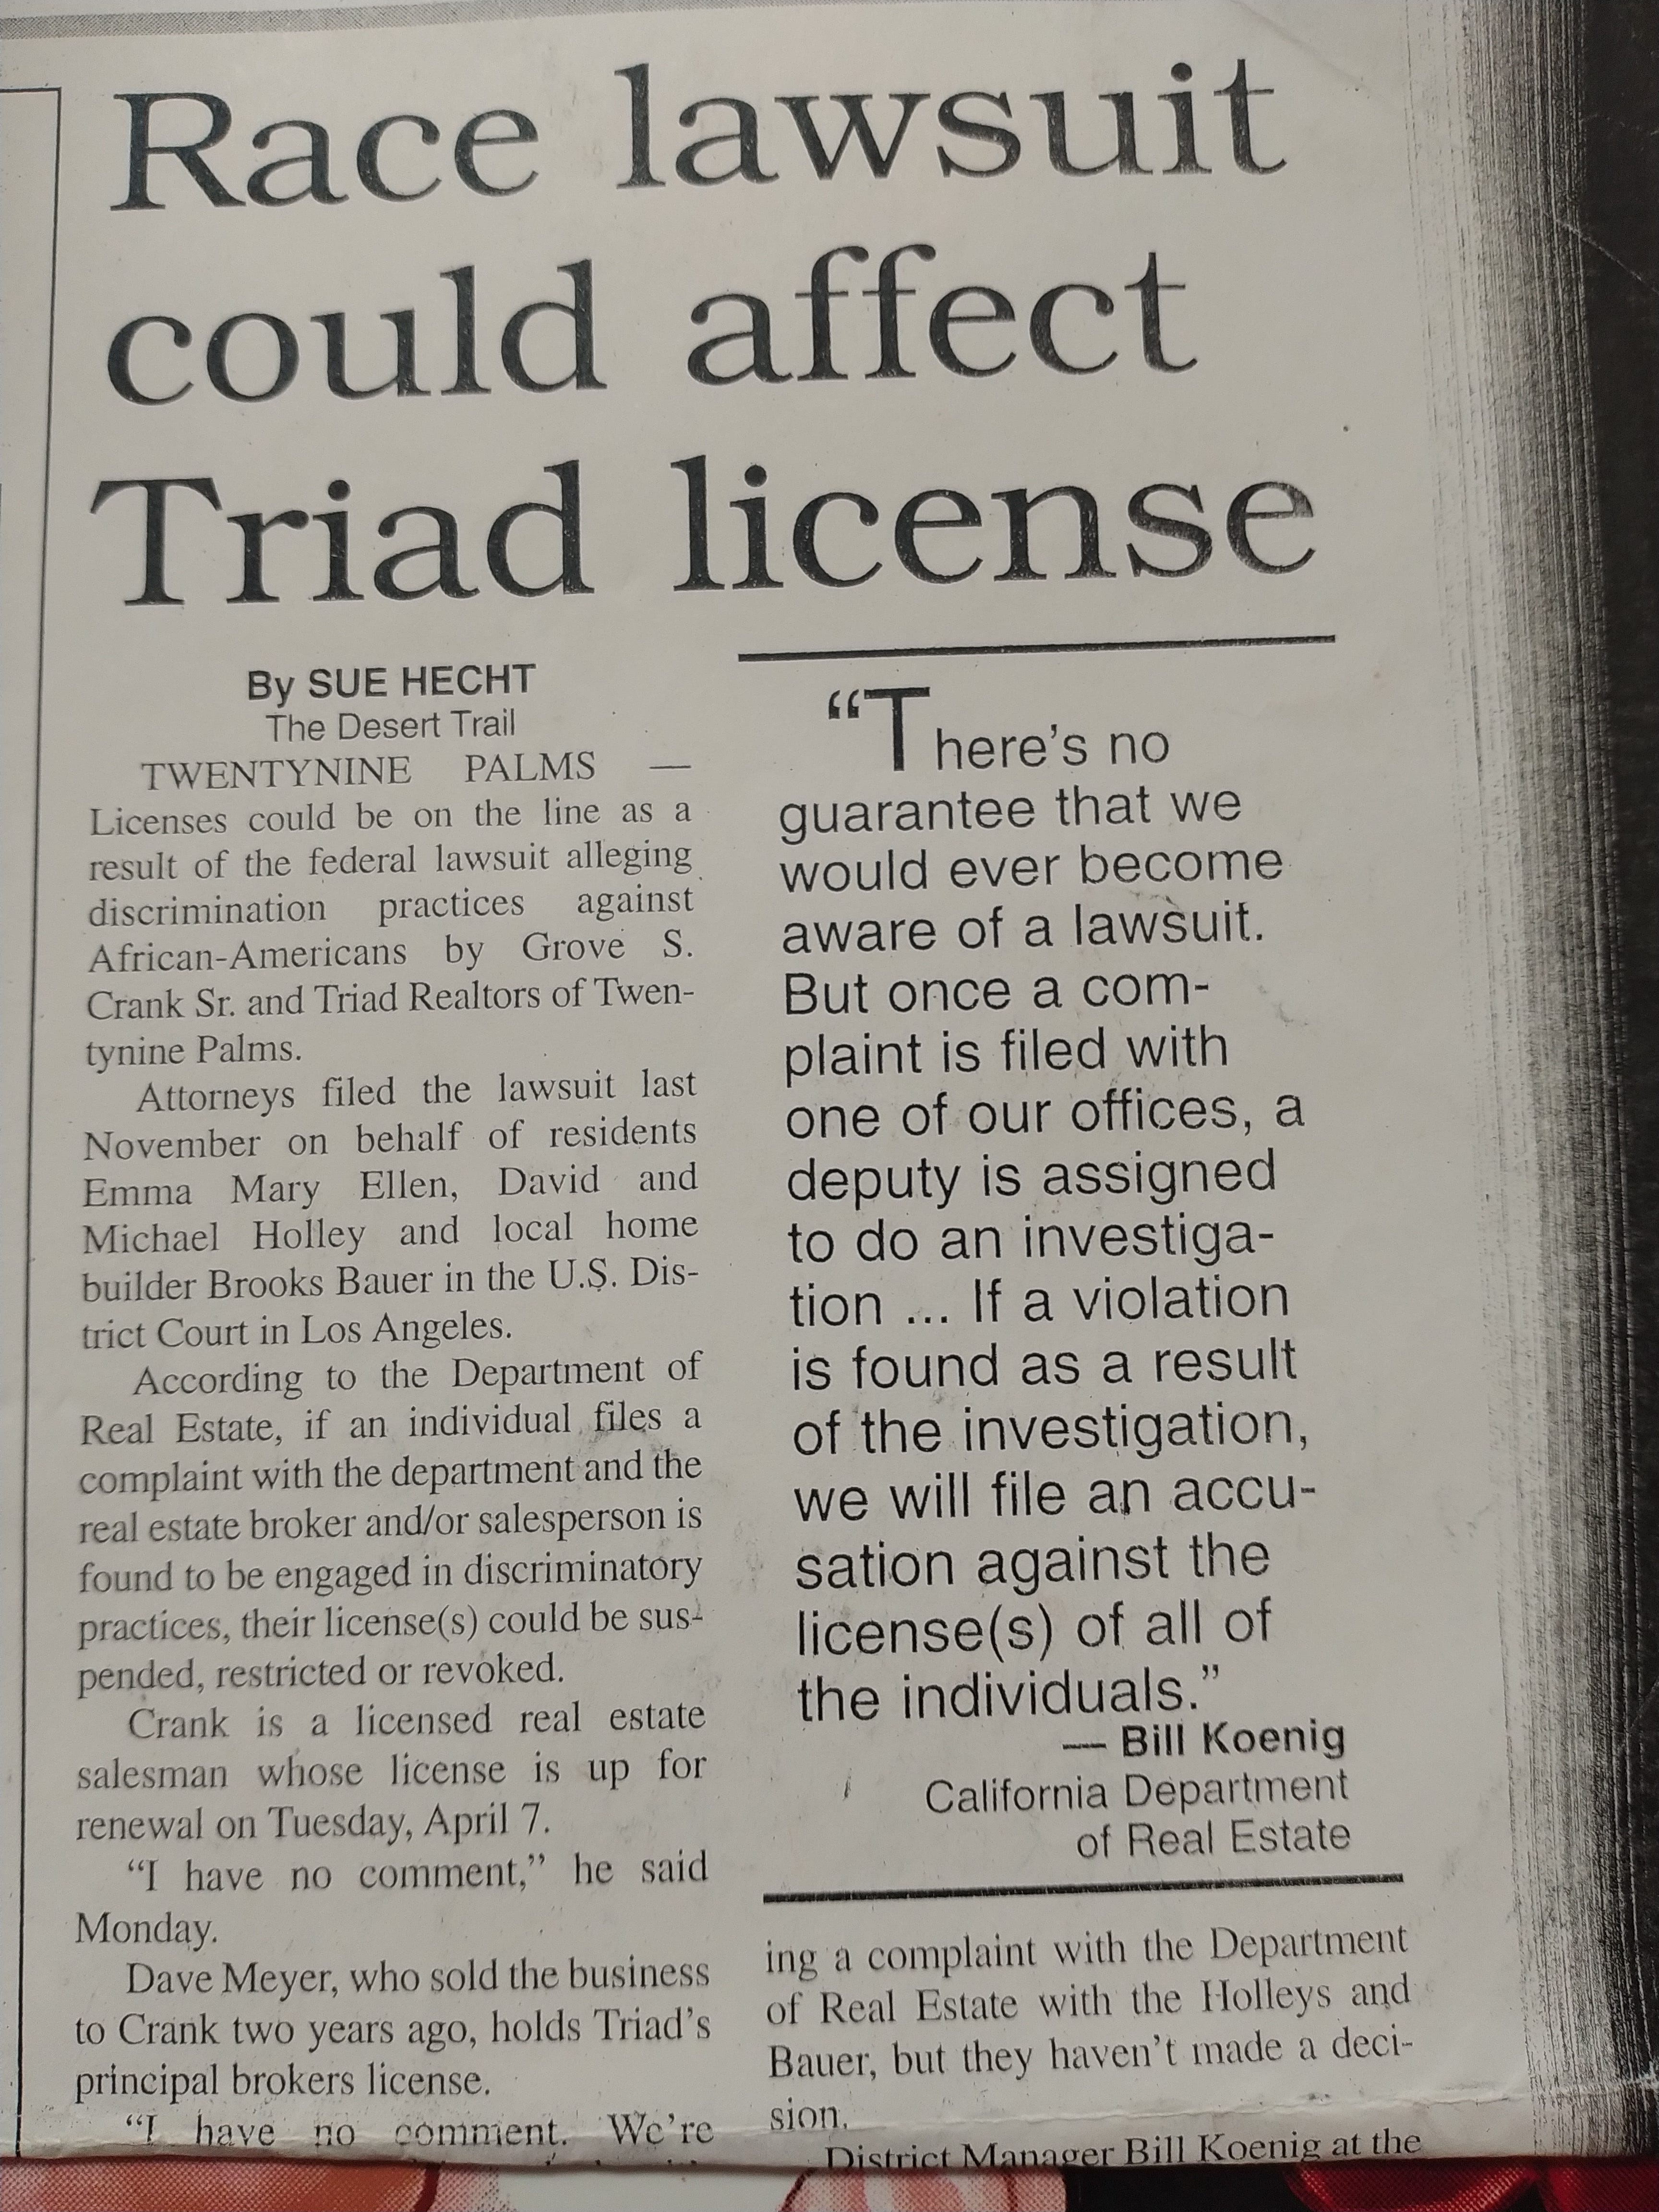 Race lawsuit
could affect
Triad license
By SUE HECHT
The Desert Trail
TWENTYNINE PALMS —
Licenses could be on the line as a
result of the federal lawsuit alleging
discrimination practices against
African-Americans by Grove S.
Crank Sr. and Triad Realtors of Twen-
tynine Palms.
Attorneys filed the lawsuit last
November on behalf of residents
Emma Mary Ellen, David and
Michael Holley and local home
builder Brooks Bauer in the U.S. Dis-
trict Court in Los Angeles.
According to the Department of
Real Estate, if an individual files a
complaint with the department and the
real estate broker and/or salesperson is
found to be engaged in discriminatory
practices, their license(s) could be sus-
pended, restricted or revoked.
Crank is a licensed real estate
salesman whose license is up for
renewal on Tuesday, April 7.
“I have no comment,” he said
Monday.
Dave Meyer, who sold the business
to Crank two years ago, holds Triad’s
principal brokers license.
“I have no comment. We’re
“There’s no
guarantee that we
would ever become
aware of a lawsuit.
But once a com-
plaint is filed with
one of our offices, a
deputy is assigned
to do an investiga-
tion ... If a violation
is found as a result
of the investigation,
we will file an accu-
sation against the
license(s) of all of
the individuals.”
— Bill Koenig
California Department
of Real Estate
ing a complaint with the Department
of Real Estate with the Holleys and
Bauer, but they haven’t made a deci-
sion.
District Manager Bill Koenig at the